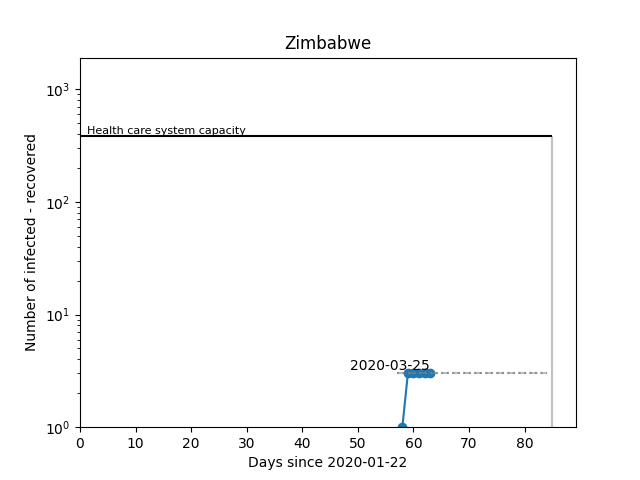 Zimbabwe
Number of infected - recovered
10³
10²
10¹
10⁰
Health care system capacity
2020-03-25
0 10 20 30 40 50 60 70 80
Days since 2020-01-22